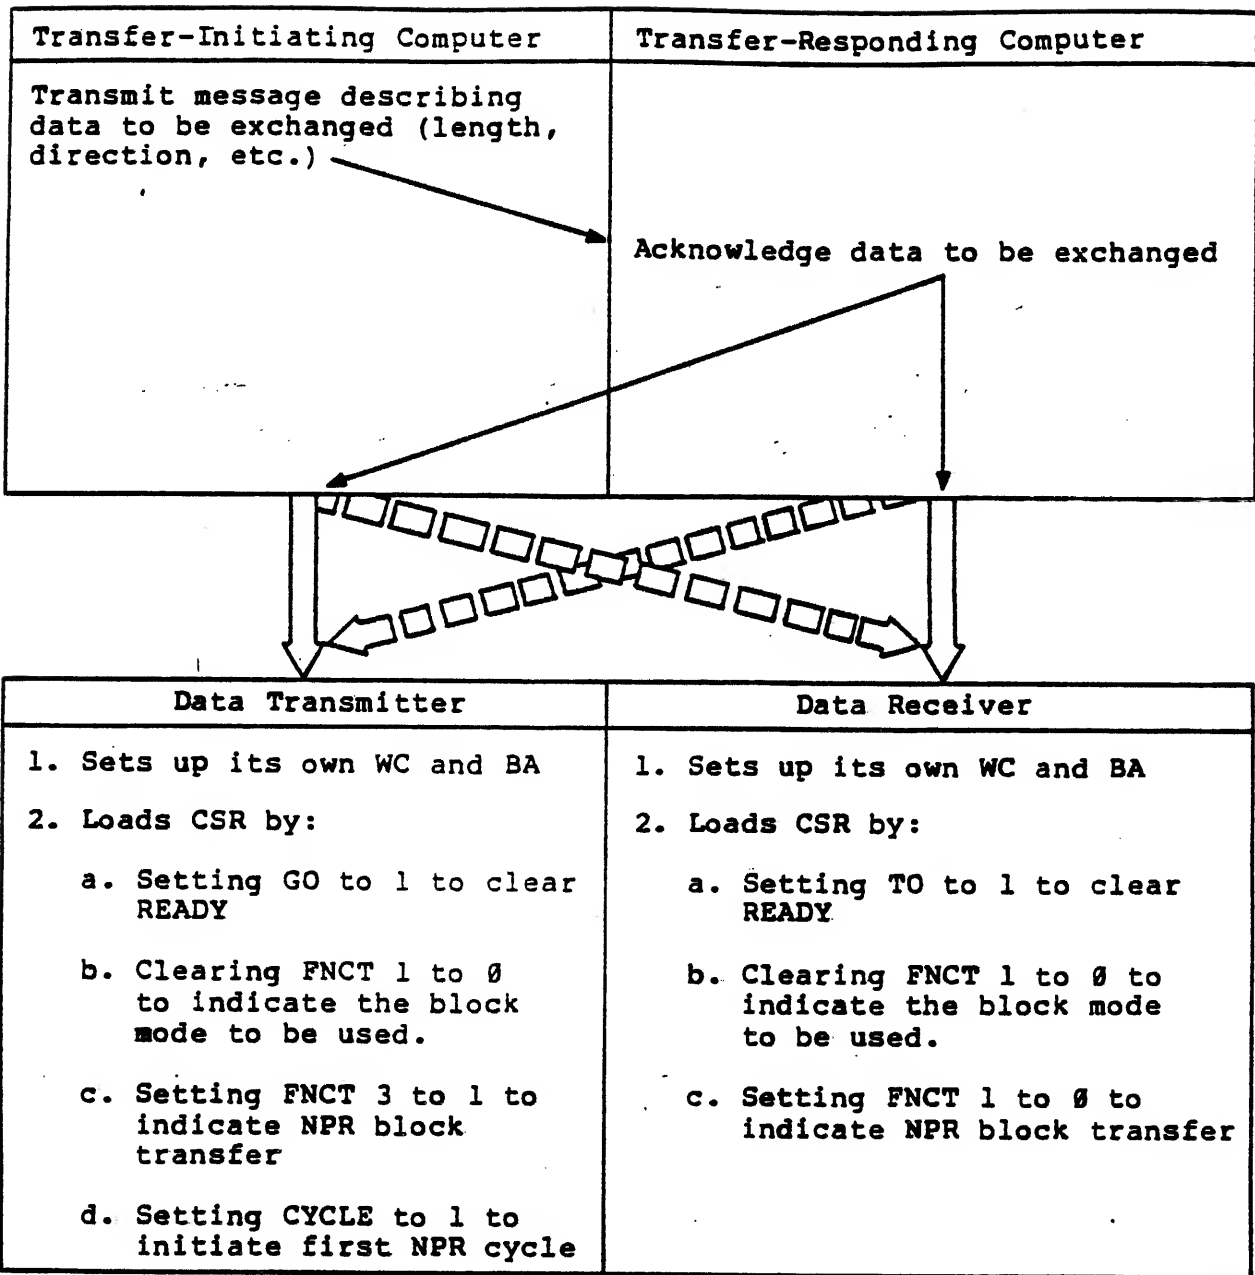 Transfer-Initiating Computer
Transmit message describing
data to be exchanged (length,
direction, etc.)
Transfer-Responding Computer
Acknowledge data to be exchanged
Data Transmitter
1. Sets up its own WC and BA
2. Loads CSR by:
a. Setting GO to 1 to clear
READY
b. Clearing FNCT 1 to Ø
to indicate the block
mode to be used.
c. Setting FNCT 3 to 1 to
indicate NPR block
transfer
d. Setting CYCLE to 1 to
initiate first NPR cycle
Data Receiver
1. Sets up its own WC and BA
2. Loads CSR by:
a. Setting TO to 1 to clear
READY
b. Clearing FNCT 1 to Ø to
indicate the block mode
to be used.
c. Setting FNCT 1 to Ø to
indicate NPR block transfer